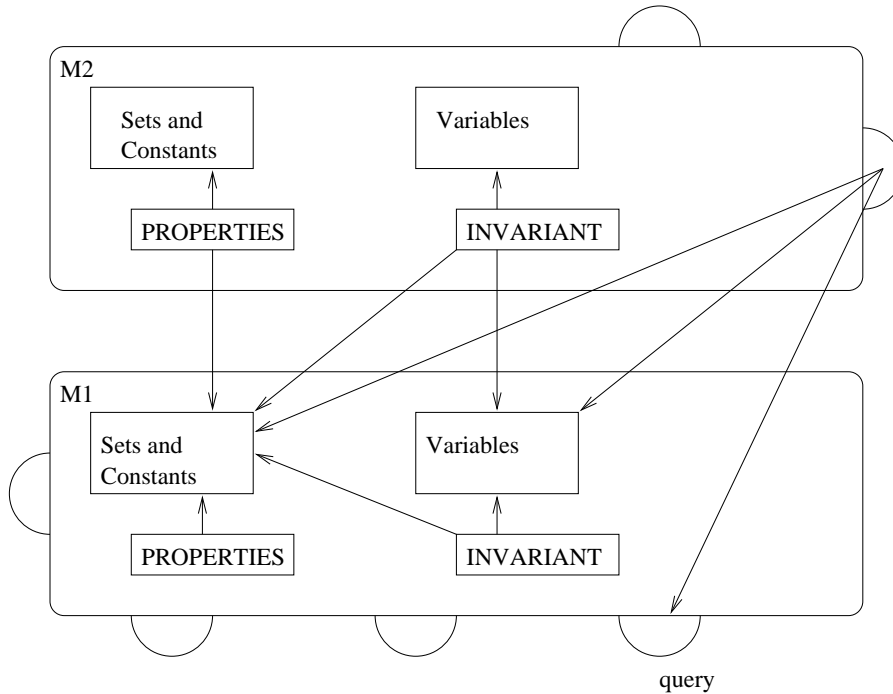 M2
Sets and
Constants
Variables
PROPERTIES
INVARIANT
M1
Sets and
Constants
Variables
PROPERTIES
INVARIANT
query